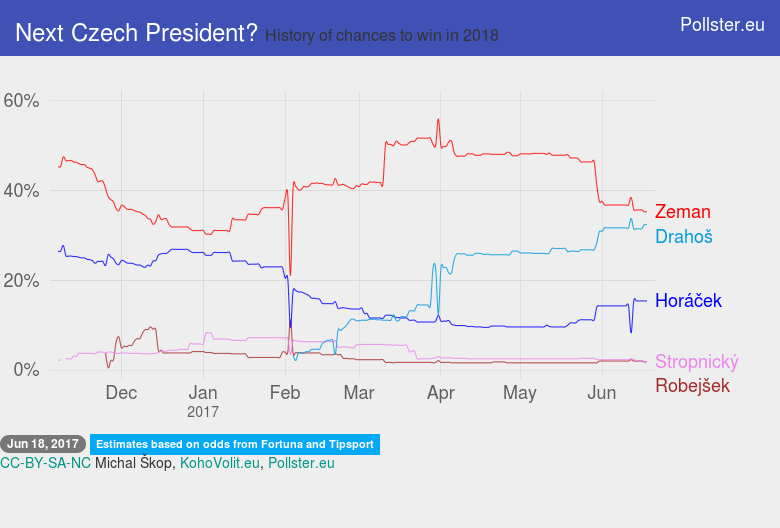 Next Czech President? History of chances to win in 2018
Pollster.eu
60%
40%
20%
0%
Zeman
Drahoš
Horáček
Stropnický
Robejšek
Dec Jan Feb Mar Apr May Jun
2017
Jun 18, 2017 Estimates based on odds from Fortuna and Tipsport
CC-BY-SA-NC Michal Škop, KohoVolit.eu, Pollster.eu